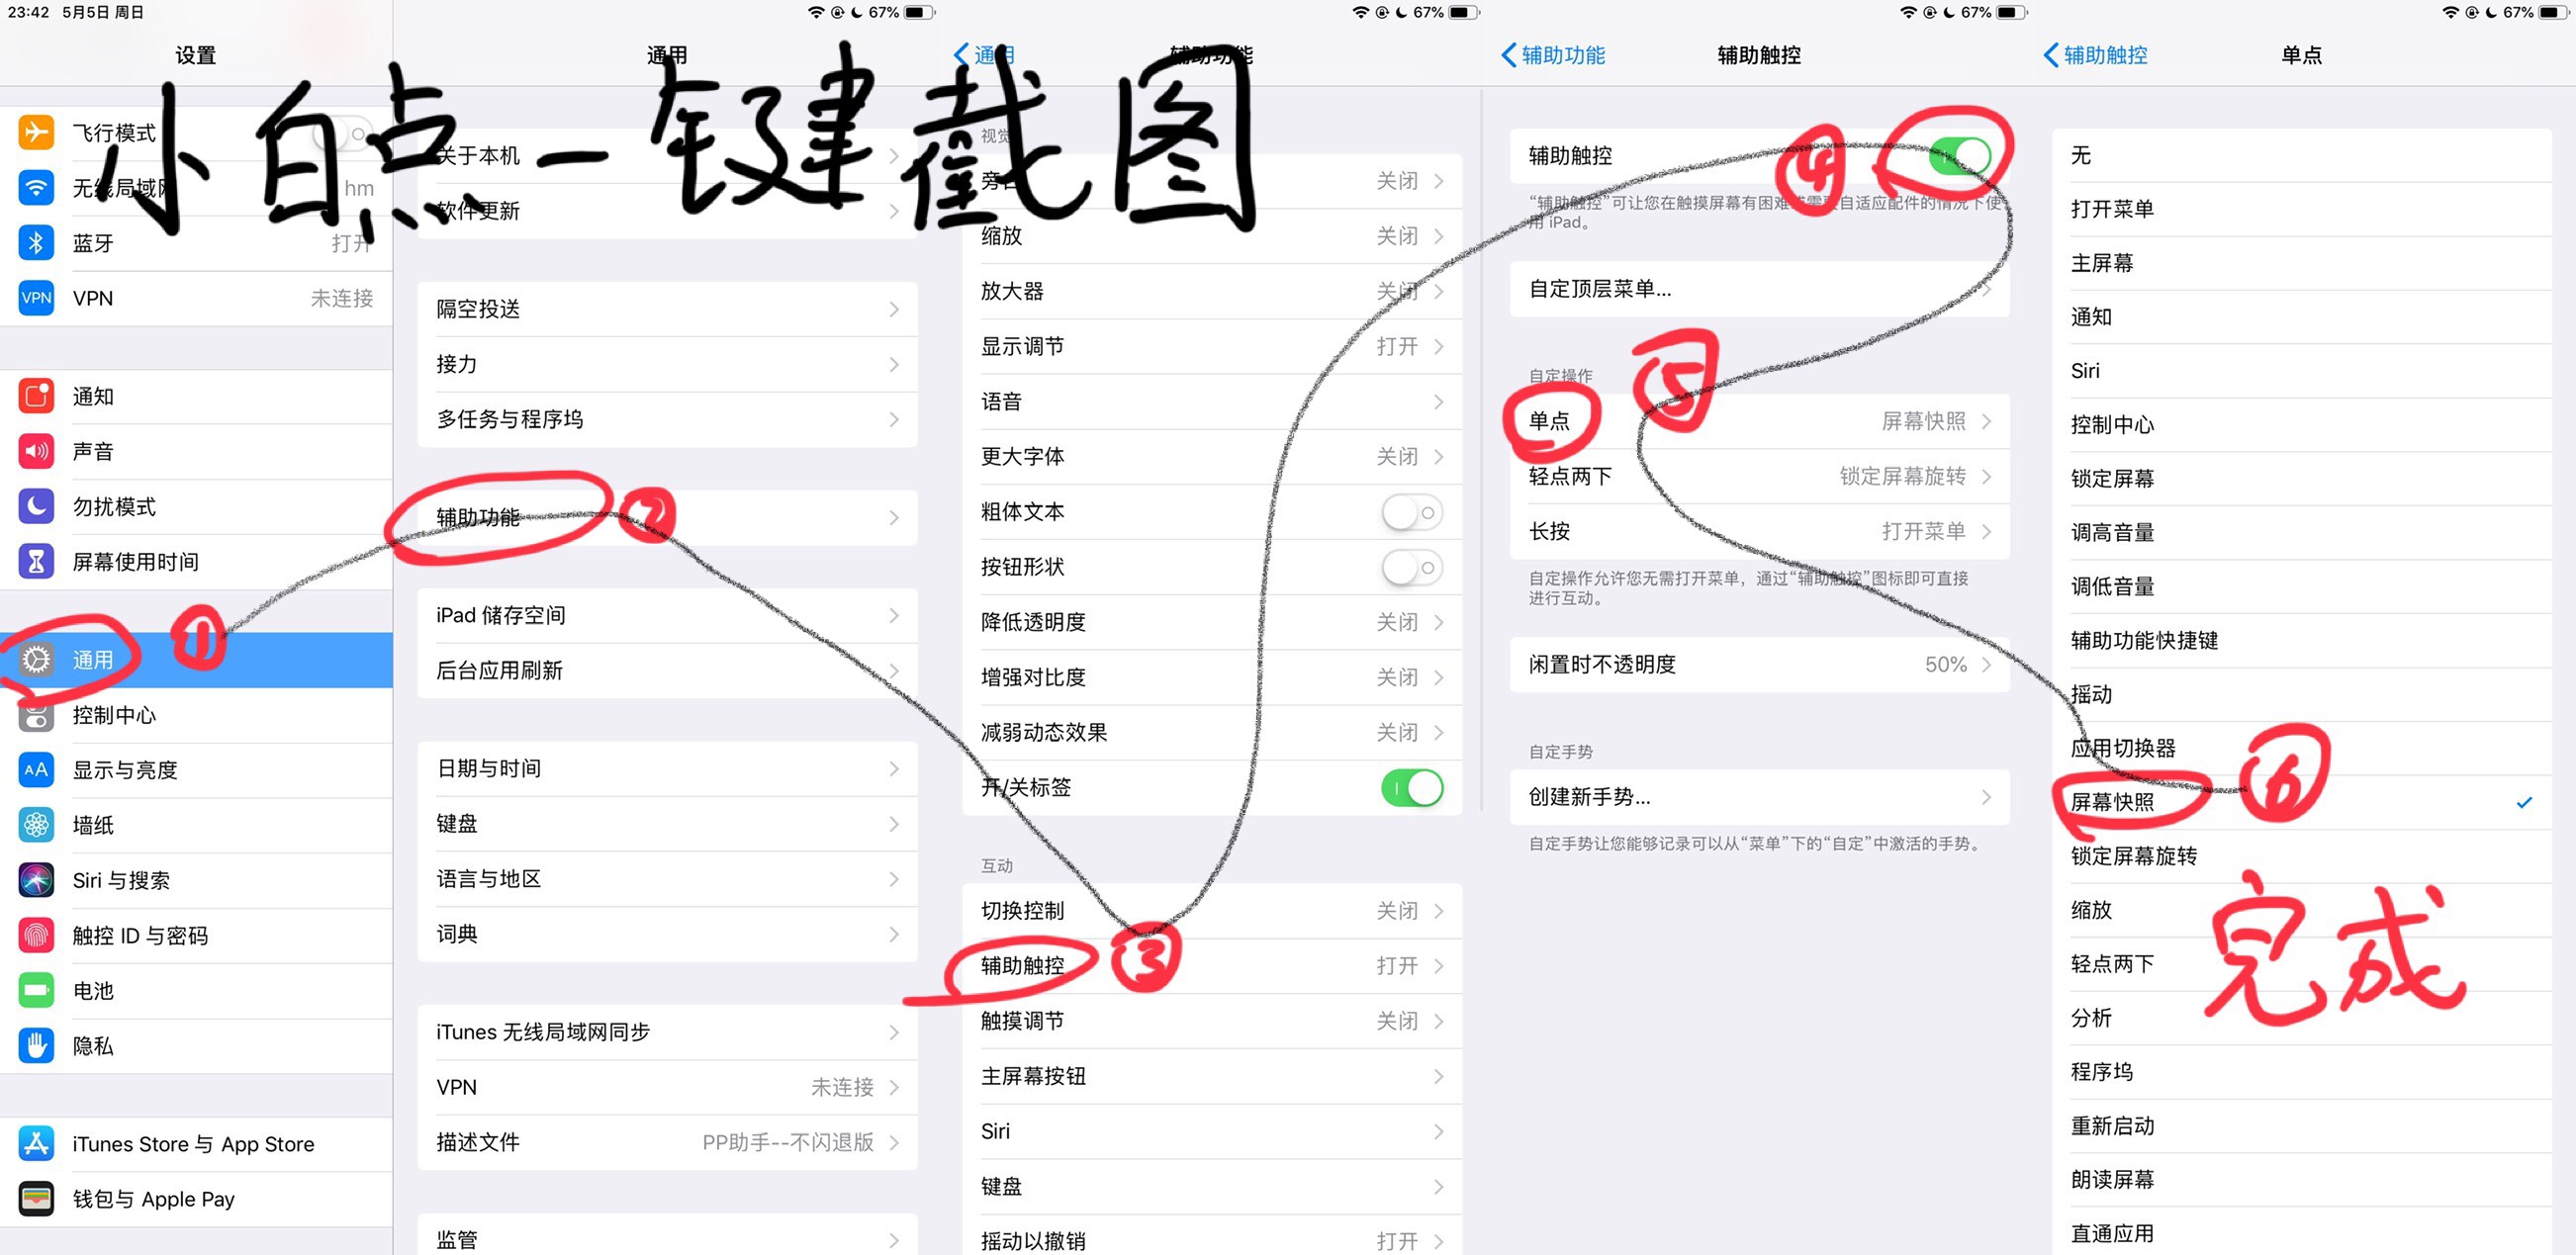 23:42 5月5日 周日
67%
67%
67%
67%
小白点一键截图
设置
飞行模式
无线局域网 hm
蓝牙 打开
VPN VPN 未连接
通知
声音
勿扰模式
屏幕使用时间
通用 ①
控制中心
AA 显示与亮度
墙纸
Siri 与搜索
触控 ID 与密码
电池
隐私
iTunes Store 与 App Store
钱包与 Apple Pay
通用
关于本机
软件更新
隔空投送
接力
多任务与程序坞
辅助功能 ②
iPad 储存空间
后台应用刷新
日期与时间
键盘
语言与地区
词典
iTunes 无线局域网同步
VPN 未连接
描述文件 PP助手--不闪退版
监管
通用 辅助功能
视觉
旁白 关闭
缩放 关闭
放大器 关闭
显示调节 打开
语音
更大字体 关闭
粗体文本
按钮形状
降低透明度 关闭
增强对比度 关闭
减弱动态效果 关闭
开/关标签
互动
切换控制 关闭
辅助触控 打开 ③
触摸调节 关闭
主屏幕按钮
Siri
键盘
摇动以撤销 打开
辅助功能 辅助触控
辅助触控 ④
“辅助触控”可让您在触摸屏幕有困难或需要自适应配件的情况下使
用 iPad。
自定顶层菜单...
自定操作
单点 屏幕快照 ⑤
轻点两下 锁定屏幕旋转
长按 打开菜单
自定操作允许您无需打开菜单，通过“辅助触控”图标即可直接
进行互动。
闲置时不透明度 50%
自定手势
创建新手势...
自定手势让您能够记录可以从“菜单”下的“自定”中激活的手势。
辅助触控 单点
无
打开菜单
主屏幕
通知
Siri
控制中心
锁定屏幕
调高音量
调低音量
辅助功能快捷键
摇动
应用切换器
屏幕快照 ⑥
锁定屏幕旋转
缩放
轻点两下
分析
程序坞
重新启动
朗读屏幕
直通应用
完成